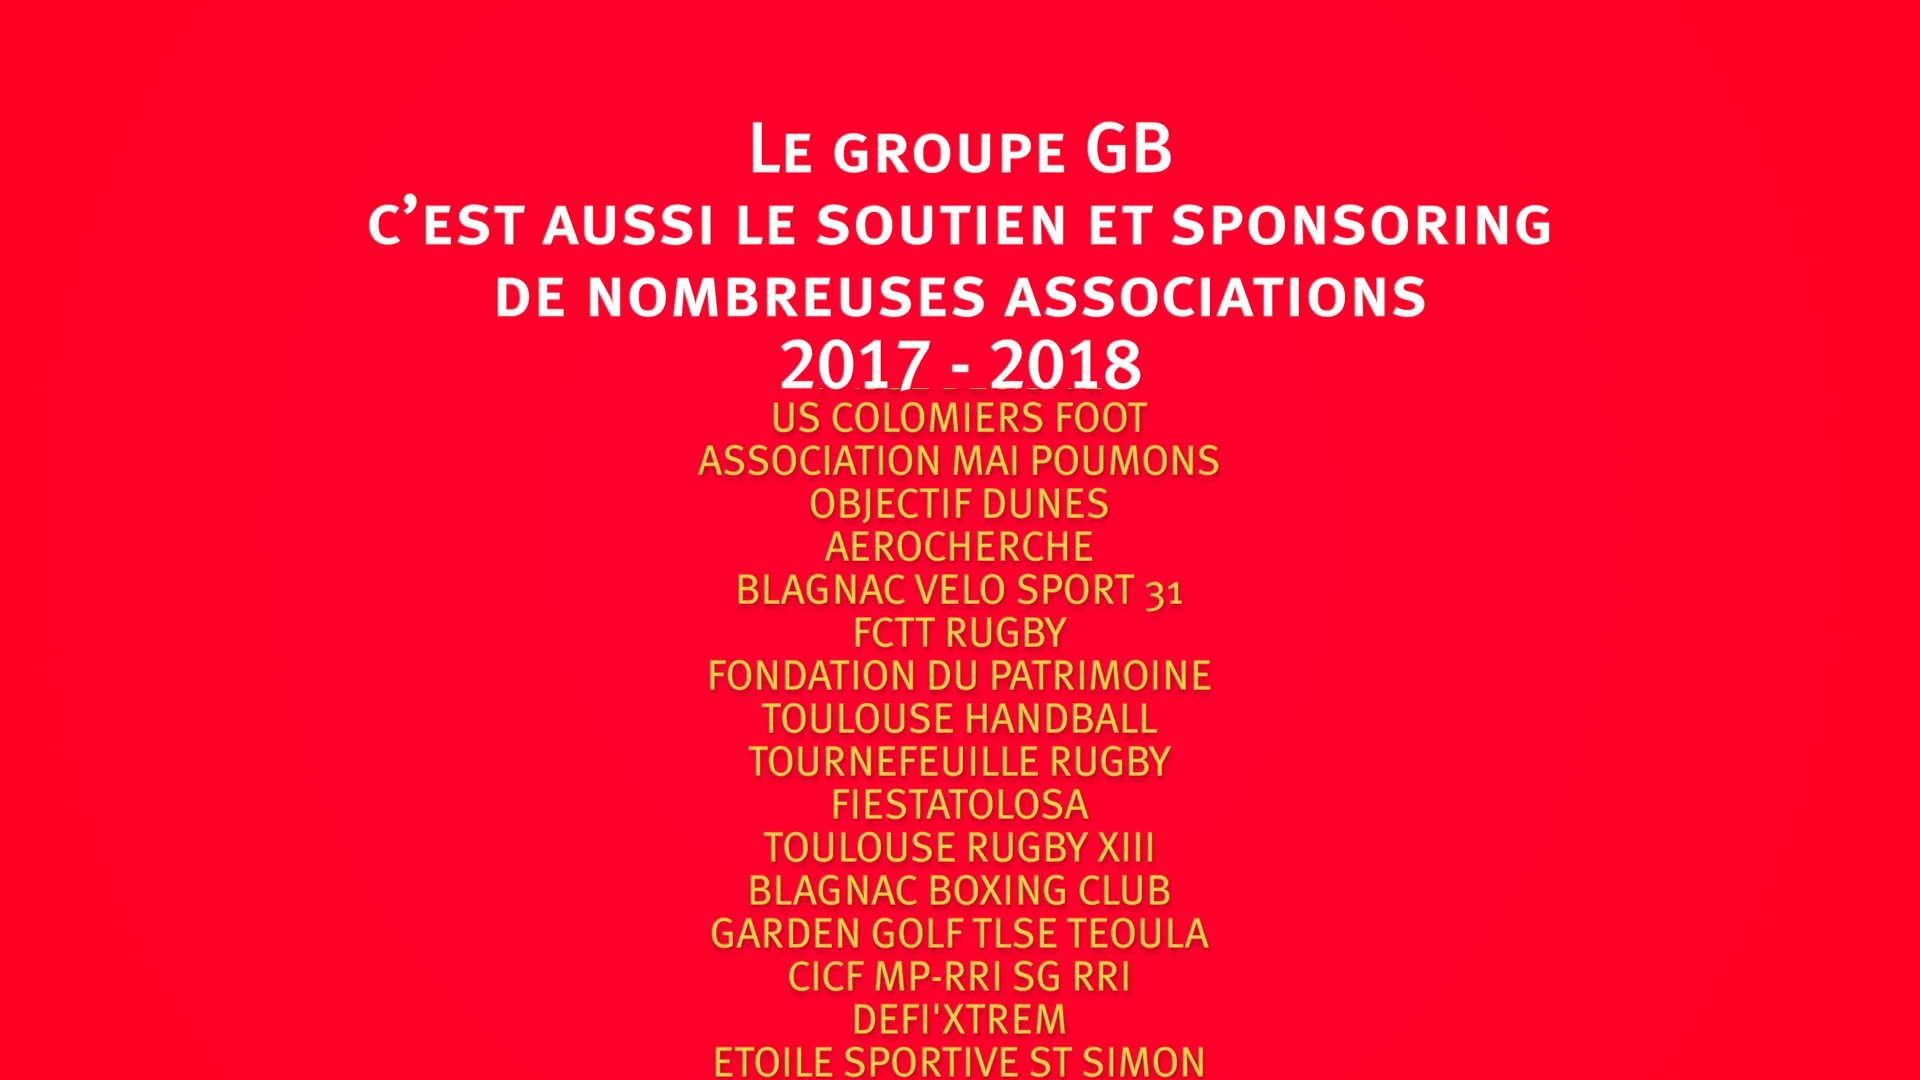 Le groupe GB
c’est aussi le soutien et sponsoring
de nombreuses associations
2017 - 2018
US COLOMIERS FOOT
ASSOCIATION MAI POUMONS
OBJECTIF DUNES
AEROCHERCHE
BLAGNAC VELO SPORT 31
FCTT RUGBY
FONDATION DU PATRIMOINE
TOULOUSE HANDBALL
TOURNEFEUILLE RUGBY
FIESTATOLOSA
TOULOUSE RUGBY XIII
BLAGNAC BOXING CLUB
GARDEN GOLF TLSE TEOULA
CICF MP-RRI SG RRI
DEFI'XTREM
ETOILE SPORTIVE ST SIMON